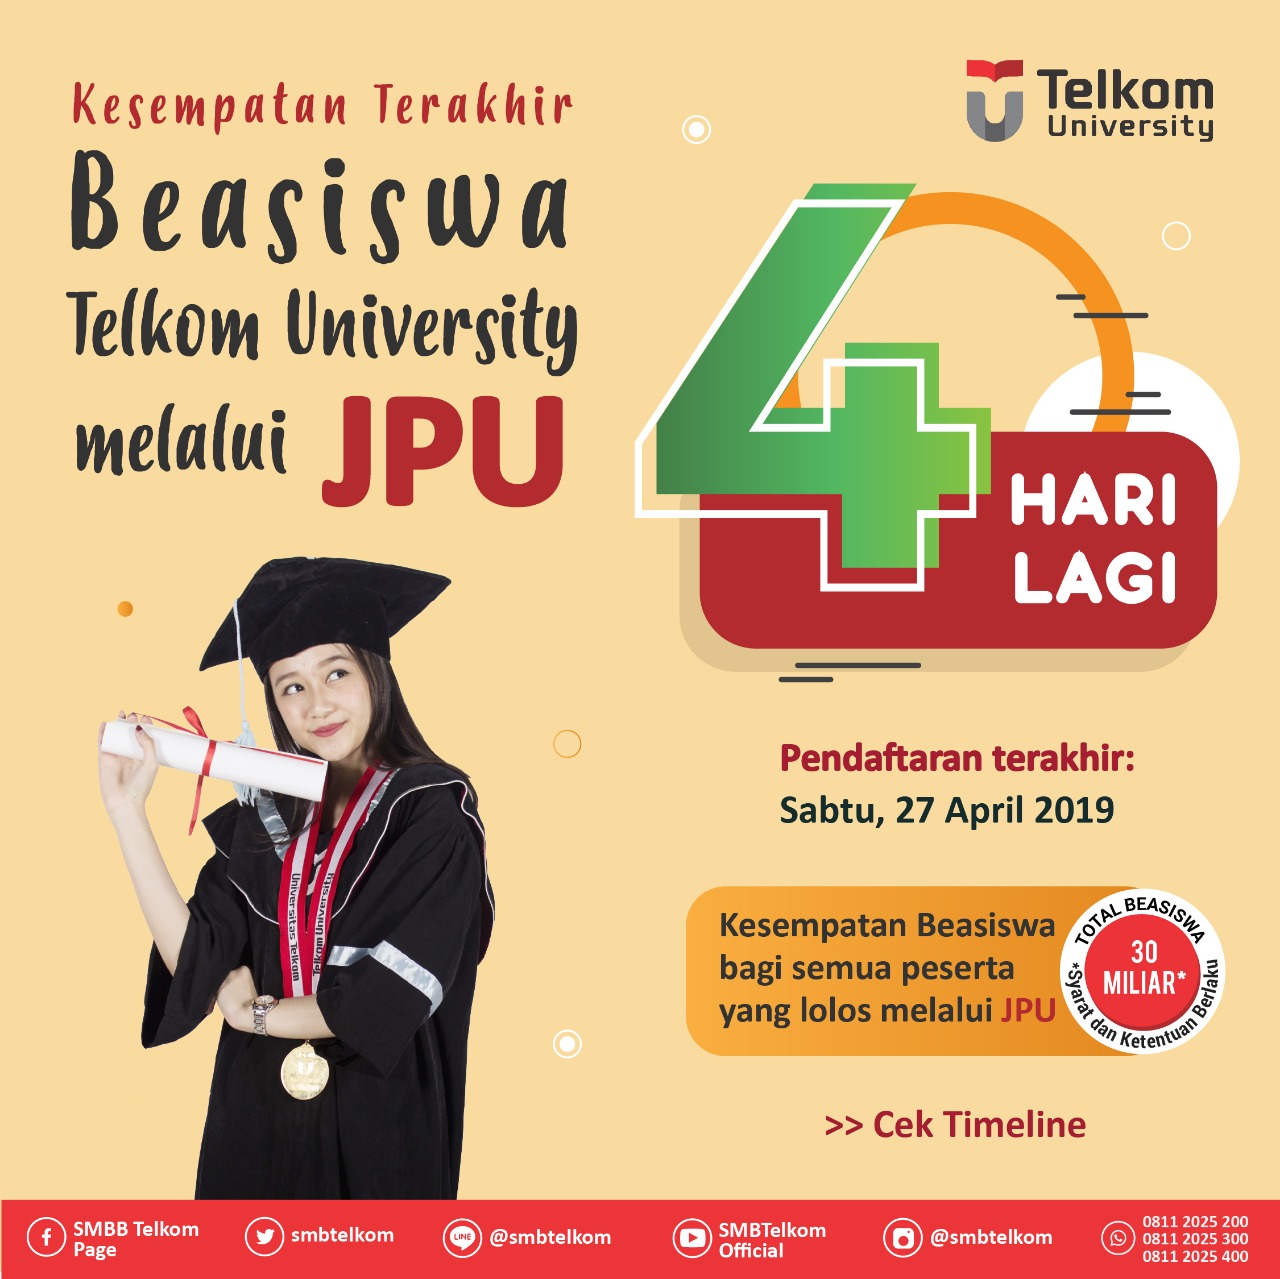 Kesempatan Terakhir
Beasiswa
Telkom University
melalui JPU
Telkom
University
4
HARI
LAGI
Pendaftaran terakhir:
Sabtu, 27 April 2019
Kesempatan Beasiswa
bagi semua peserta
yang lolos melalui JPU
TOTAL BEASISWA
30
MILIAR*
*Syarat dan Ketentuan Berlaku
>> Cek Timeline
Universitas Telkom
Telkom University
SMBB Telkom
Page
smbtelkom
LINE
@smbtelkom
SMBTelkom
Official
@smbtelkom
0811 2025 200
0811 2025 300
0811 2025 400